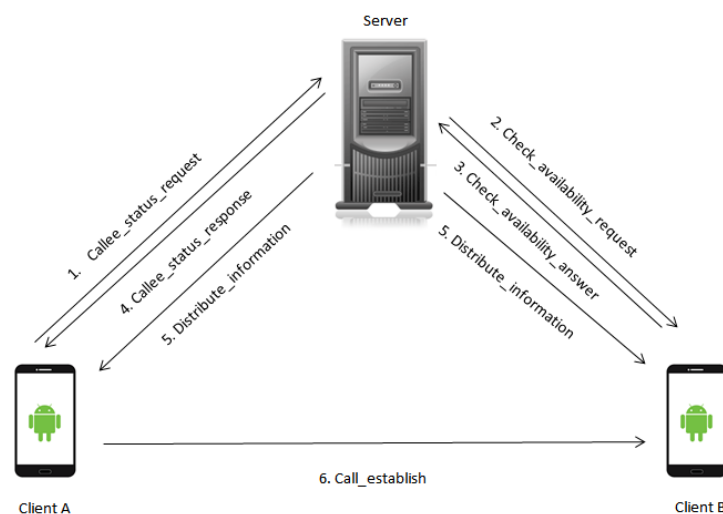 Server
1. Callee_status_request
4. Callee_status_response
5. Distribute_information
2. Check_availability_request
3. Check_availability_answer
5. Distribute_information
6. Call_establish
Client A
Client B